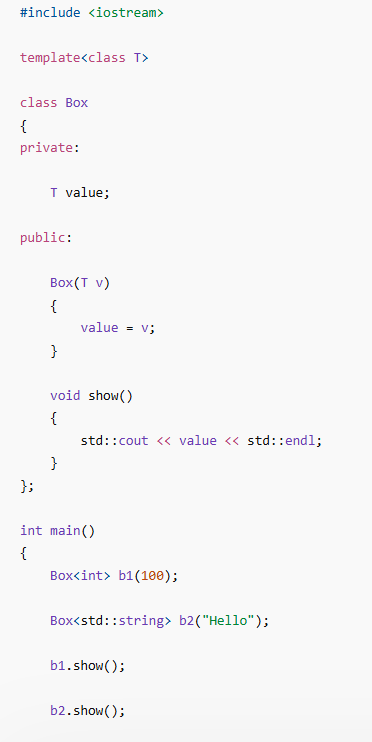 #include <iostream>
template<class T>
class Box
{
private:
    T value;
public:
    Box(T v)
    {
        value = v;
    }
    void show()
    {
        std::cout << value << std::endl;
    }
};
int main()
{
    Box<int> b1(100);
    Box<std::string> b2("Hello");
    b1.show();
    b2.show();